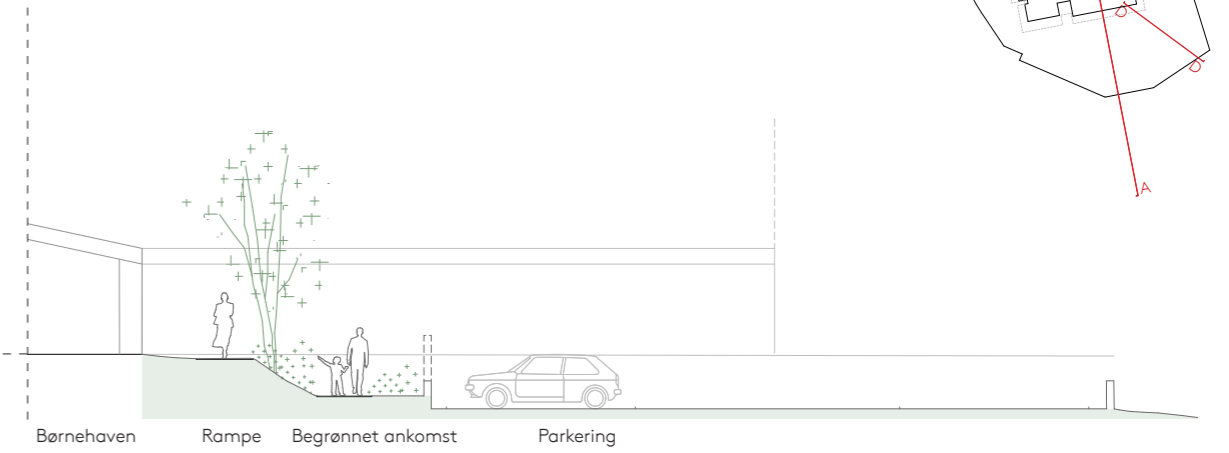 D
D
A
Børnehaven
Rampe
Begrønnet ankomst
Parkering